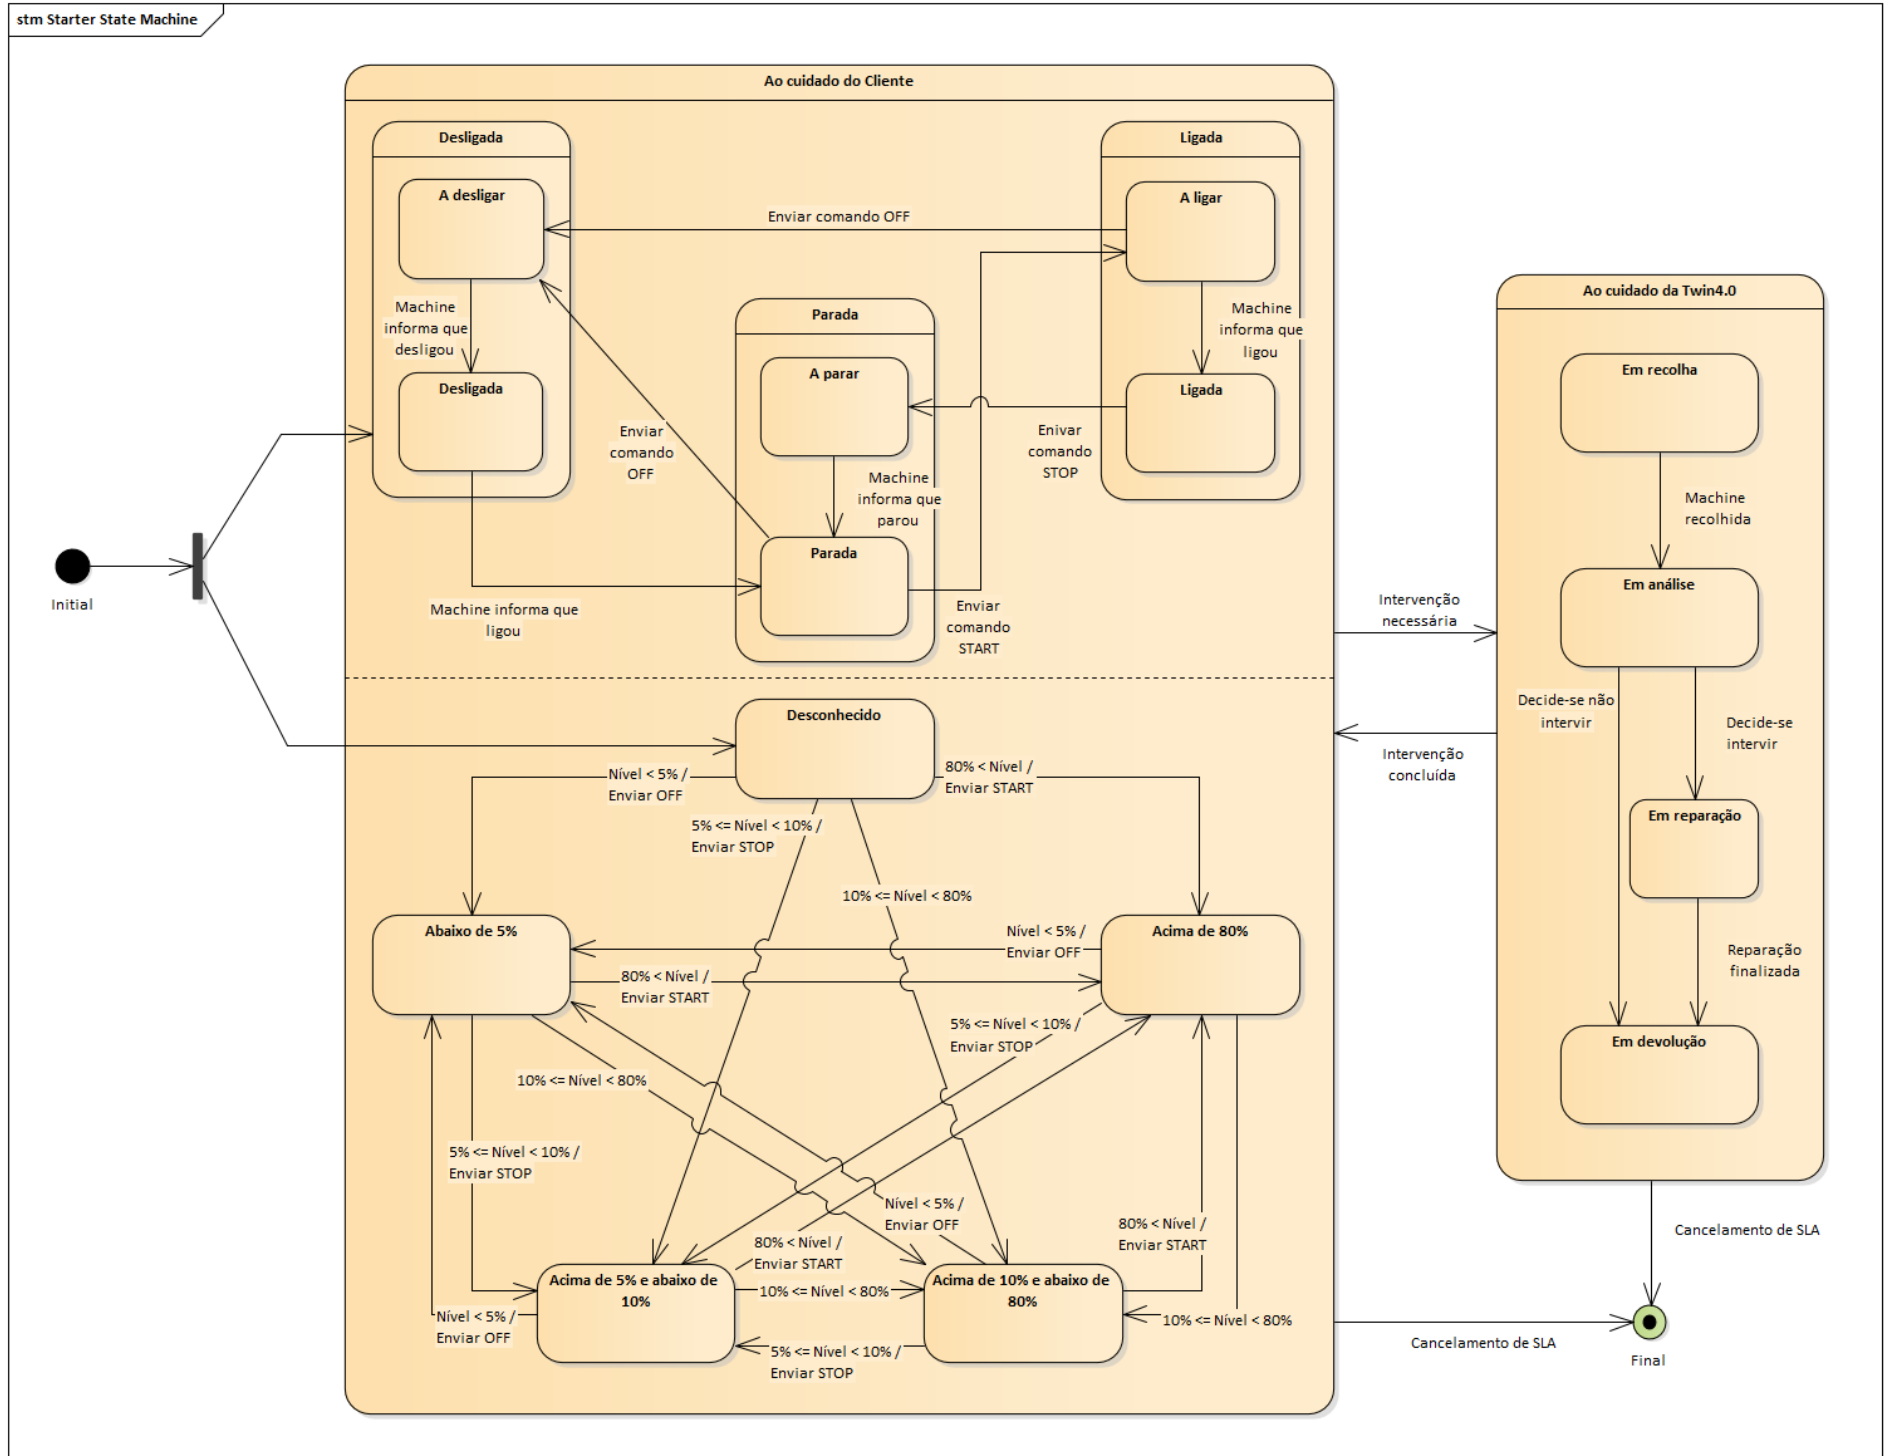 stm Starter State Machine
Ao cuidado do Cliente
Desligada
A desligar
Machine
informa que
desligou
Desligada
Enviar comando OFF
Ligada
A ligar
Machine
informa que
ligou
Ligada
Parada
A parar
Machine
informa que
parou
Parada
Enviar
comando
OFF
Enivar
comando
STOP
Machine informa que
ligou
Enviar
comando
START
Initial
Desconhecido
Nível < 5% /
Enviar OFF
80% < Nível /
Enviar START
5% <= Nível < 10% /
Enviar STOP
10% <= Nível < 80%
Abaixo de 5%
Acima de 80%
Nível < 5% /
Enviar OFF
80% < Nível /
Enviar START
5% <= Nível < 10% /
Enviar STOP
10% <= Nível < 80%
5% <= Nível < 10% /
Enviar STOP
Nível < 5% /
Enviar OFF
80% < Nível /
Enviar START
80% < Nível /
Enviar START
Acima de 5% e abaixo de
10%
10% <= Nível < 80%
Acima de 10% e abaixo de
80%
Nível < 5% /
Enviar OFF
10% <= Nível < 80%
5% <= Nível < 10% /
Enviar STOP
Intervenção
necessária
Intervenção
concluída
Ao cuidado da Twin4.0
Em recolha
Machine
recolhida
Em análise
Decide-se não
intervir
Decide-se
intervir
Em reparação
Reparação
finalizada
Em devolução
Cancelamento de SLA
Cancelamento de SLA
Final